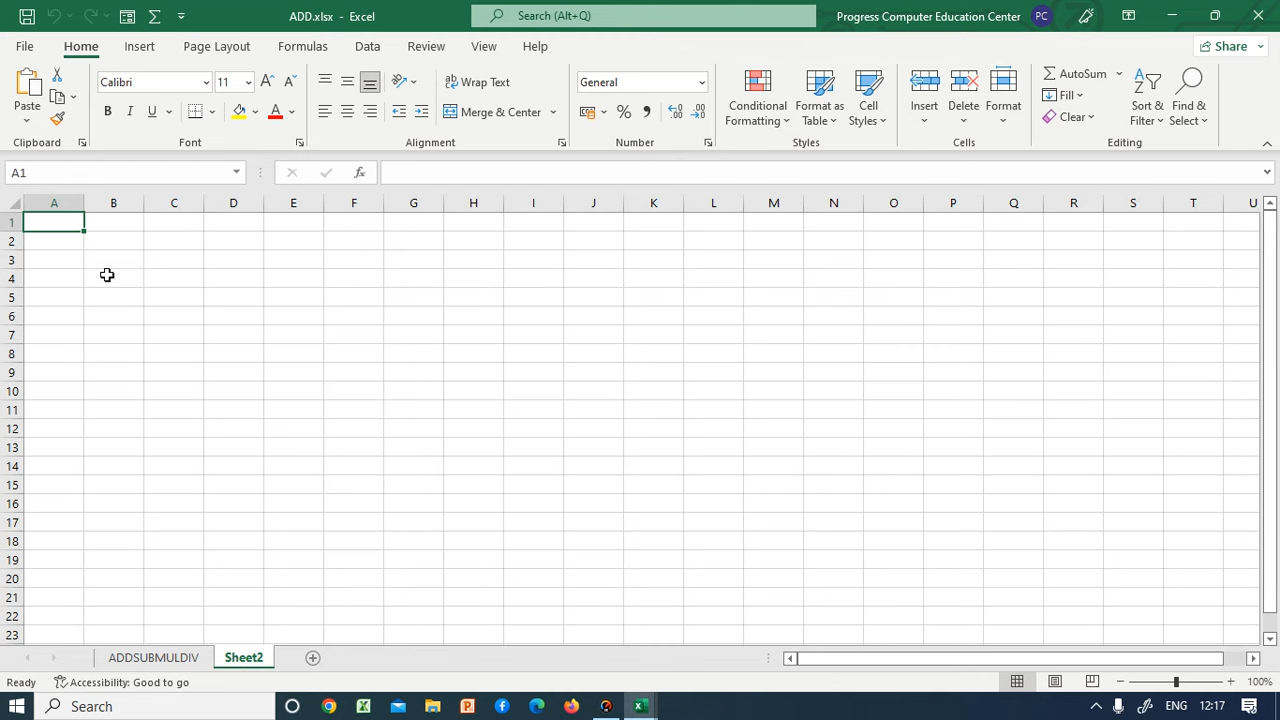 ADD.xlsx - Excel
Search (Alt+Q)
Progress Computer Education Center
PC
File Home Insert Page Layout Formulas Data Review View Help
Share
Paste
Calibri 11
Wrap Text
General
Conditional Formatting
Format as Table
Cell Styles
Insert
Delete
Format
AutoSum
Fill
Clear
Sort & Filter
Find & Select
B I U
Merge & Center
Clipboard Font Alignment Number Styles Cells Editing
A1
fx
A B C D E F G H I J K L M N O P Q R S T U
1
2
3
4
5
6
7
8
9
10
11
12
13
14
15
16
17
18
19
20
21
22
23
ADDSUBMULDIV Sheet2
Ready Accessibility: Good to go 100%
Search ENG 12:17